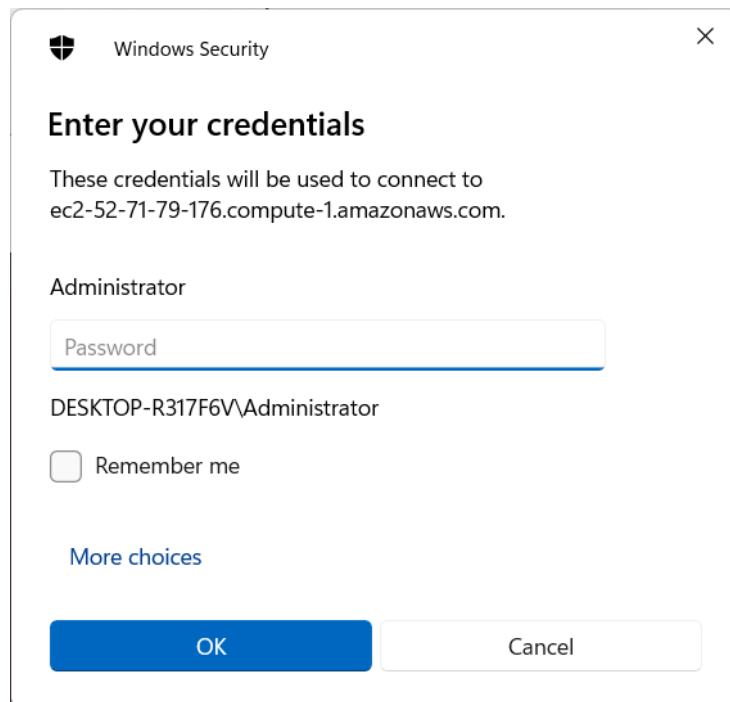 Windows Security
Enter your credentials
These credentials will be used to connect to
ec2-52-71-79-176.compute-1.amazonaws.com.
Administrator
Password
DESKTOP-R317F6V\Administrator
Remember me
More choices
OK
Cancel